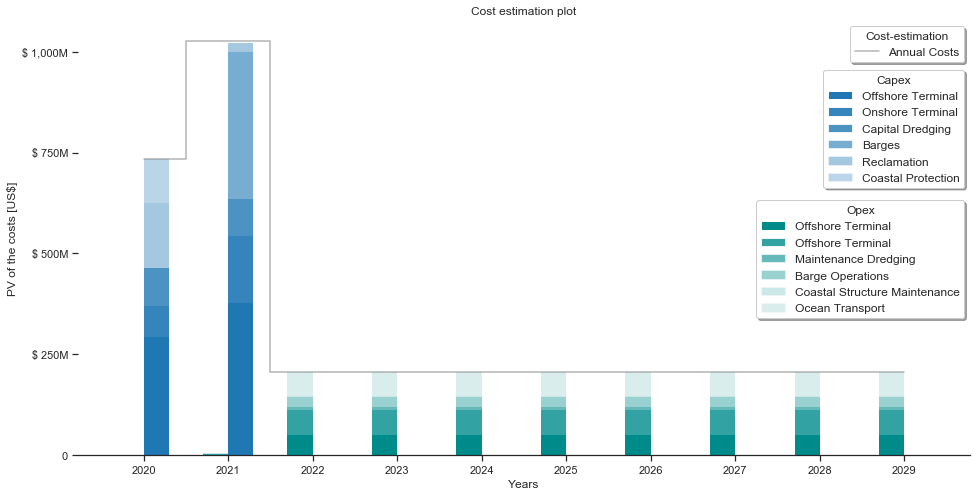 Cost estimation plot
Cost-estimation
Annual Costs
Capex
Offshore Terminal
Onshore Terminal
Capital Dredging
Barges
Reclamation
Coastal Protection
Opex
Offshore Terminal
Offshore Terminal
Maintenance Dredging
Barge Operations
Coastal Structure Maintenance
Ocean Transport
PV of the costs [US$]
$ 1,000M
$ 750M
$ 500M
$ 250M
0
2020 2021 2022 2023 2024 2025 2026 2027 2028 2029
Years